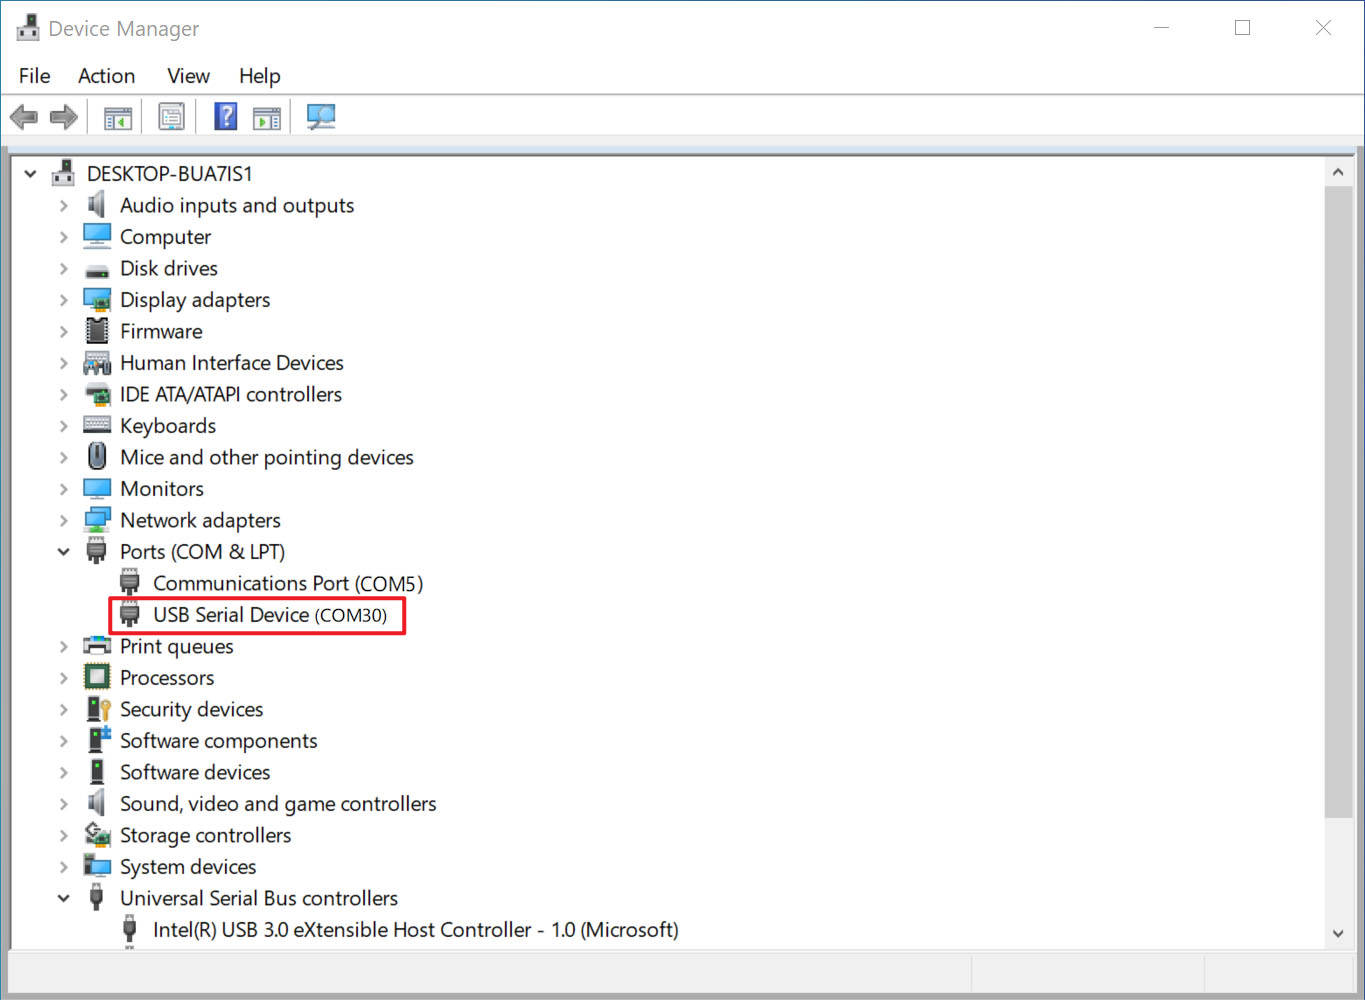 Device Manager
File Action View Help
DESKTOP-BUA7IS1
Audio inputs and outputs
Computer
Disk drives
Display adapters
Firmware
Human Interface Devices
IDE ATA/ATAPI controllers
Keyboards
Mice and other pointing devices
Monitors
Network adapters
Ports (COM & LPT)
Communications Port (COM5)
USB Serial Device (COM30)
Print queues
Processors
Security devices
Software components
Software devices
Sound, video and game controllers
Storage controllers
System devices
Universal Serial Bus controllers
Intel(R) USB 3.0 eXtensible Host Controller - 1.0 (Microsoft)